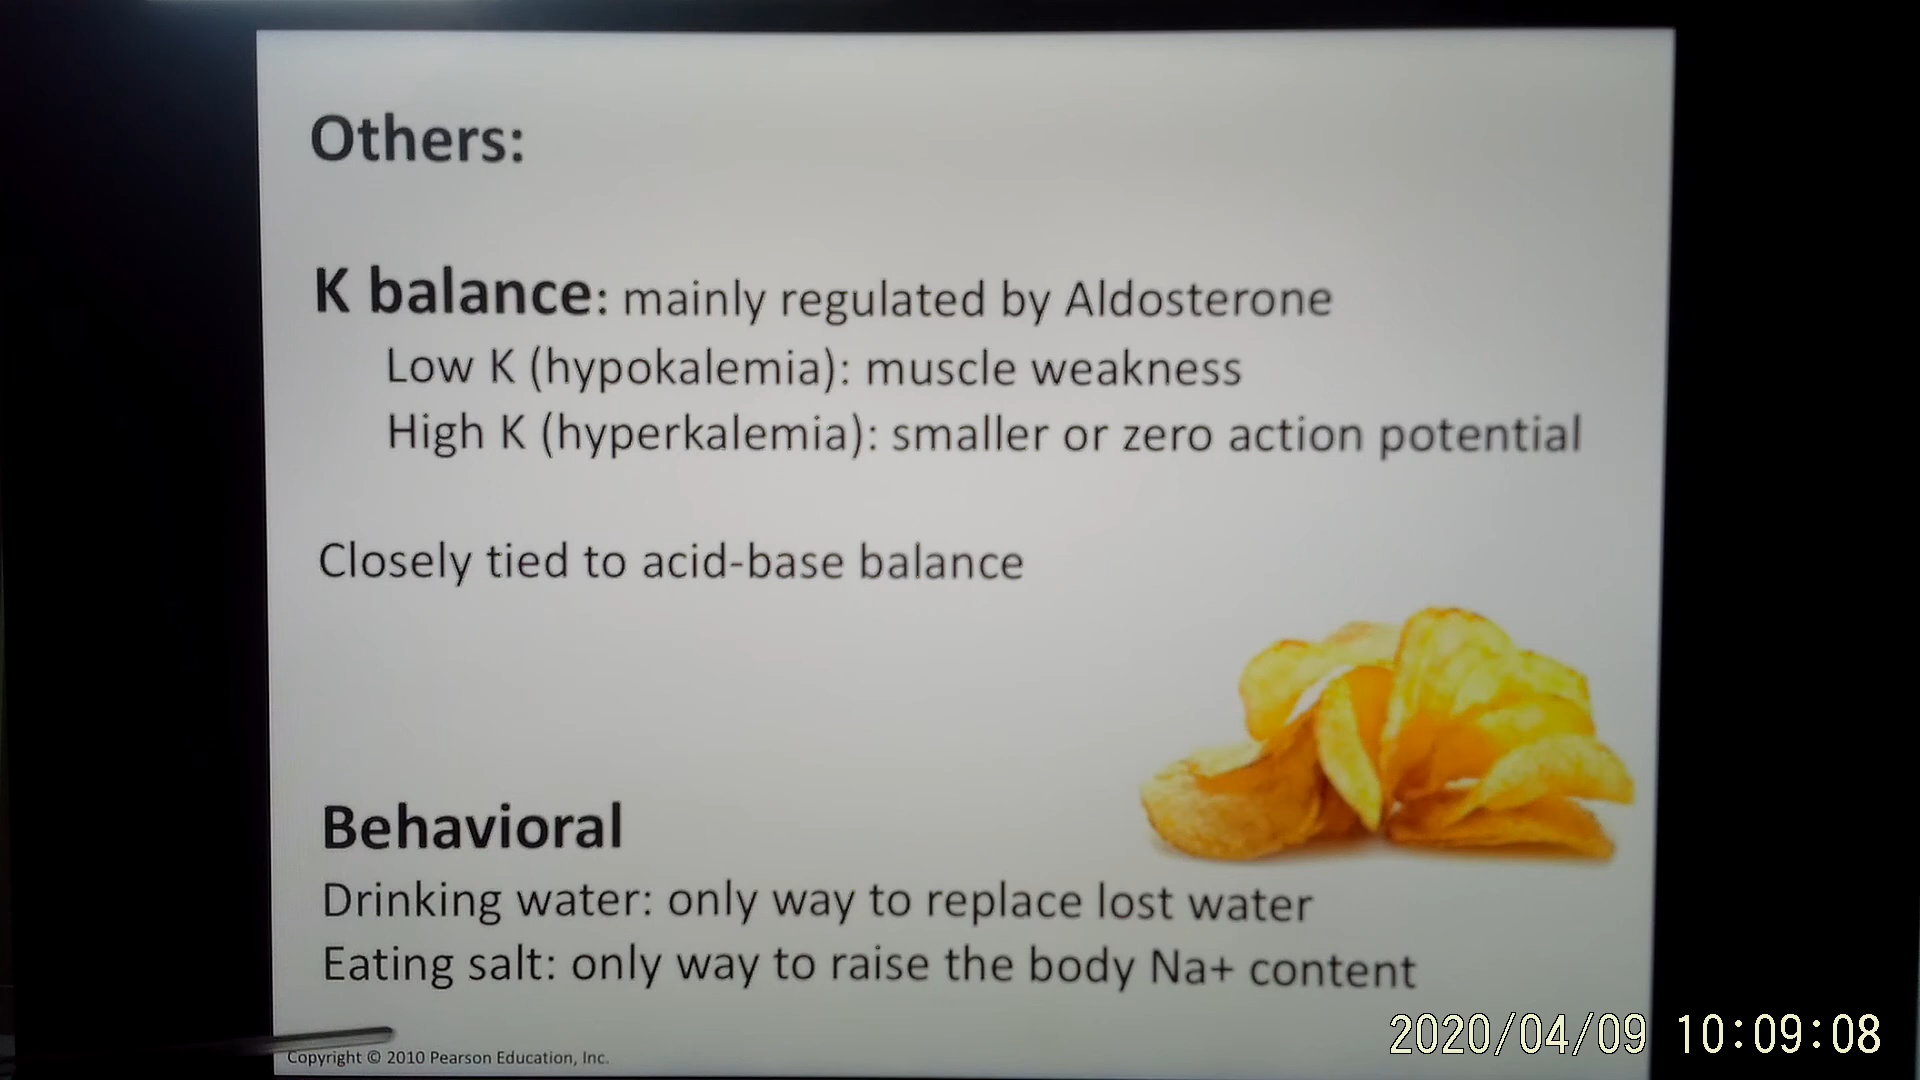 Others:
K balance: mainly regulated by Aldosterone
Low K (hypokalemia): muscle weakness
High K (hyperkalemia): smaller or zero action potential
Closely tied to acid-base balance
Behavioral
Drinking water: only way to replace lost water
Eating salt: only way to raise the body Na+ content
Copyright © 2010 Pearson Education, Inc.
2020/04/09 10:09:08